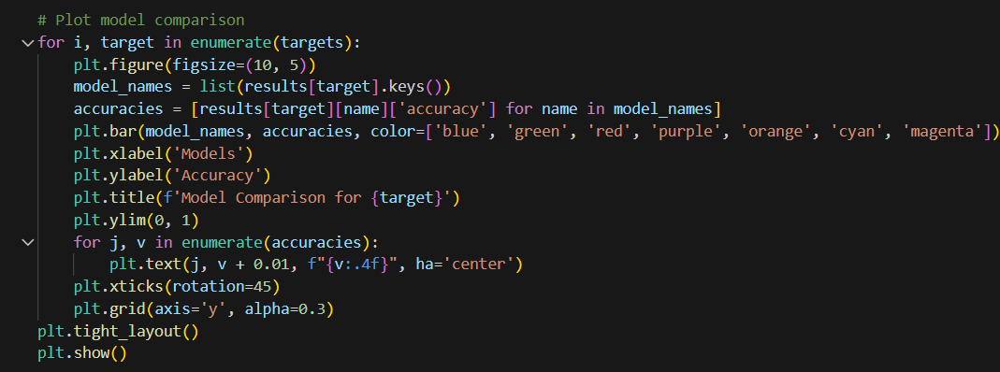 # Plot model comparison
for i, target in enumerate(targets):
    plt.figure(figsize=(10, 5))
    model_names = list(results[target].keys())
    accuracies = [results[target][name]['accuracy'] for name in model_names]
    plt.bar(model_names, accuracies, color=['blue', 'green', 'red', 'purple', 'orange', 'cyan', 'magenta'])
    plt.xlabel('Models')
    plt.ylabel('Accuracy')
    plt.title(f'Model Comparison for {target}')
    plt.ylim(0, 1)
    for j, v in enumerate(accuracies):
        plt.text(j, v + 0.01, f"{v:.4f}", ha='center')
    plt.xticks(rotation=45)
    plt.grid(axis='y', alpha=0.3)
plt.tight_layout()
plt.show()